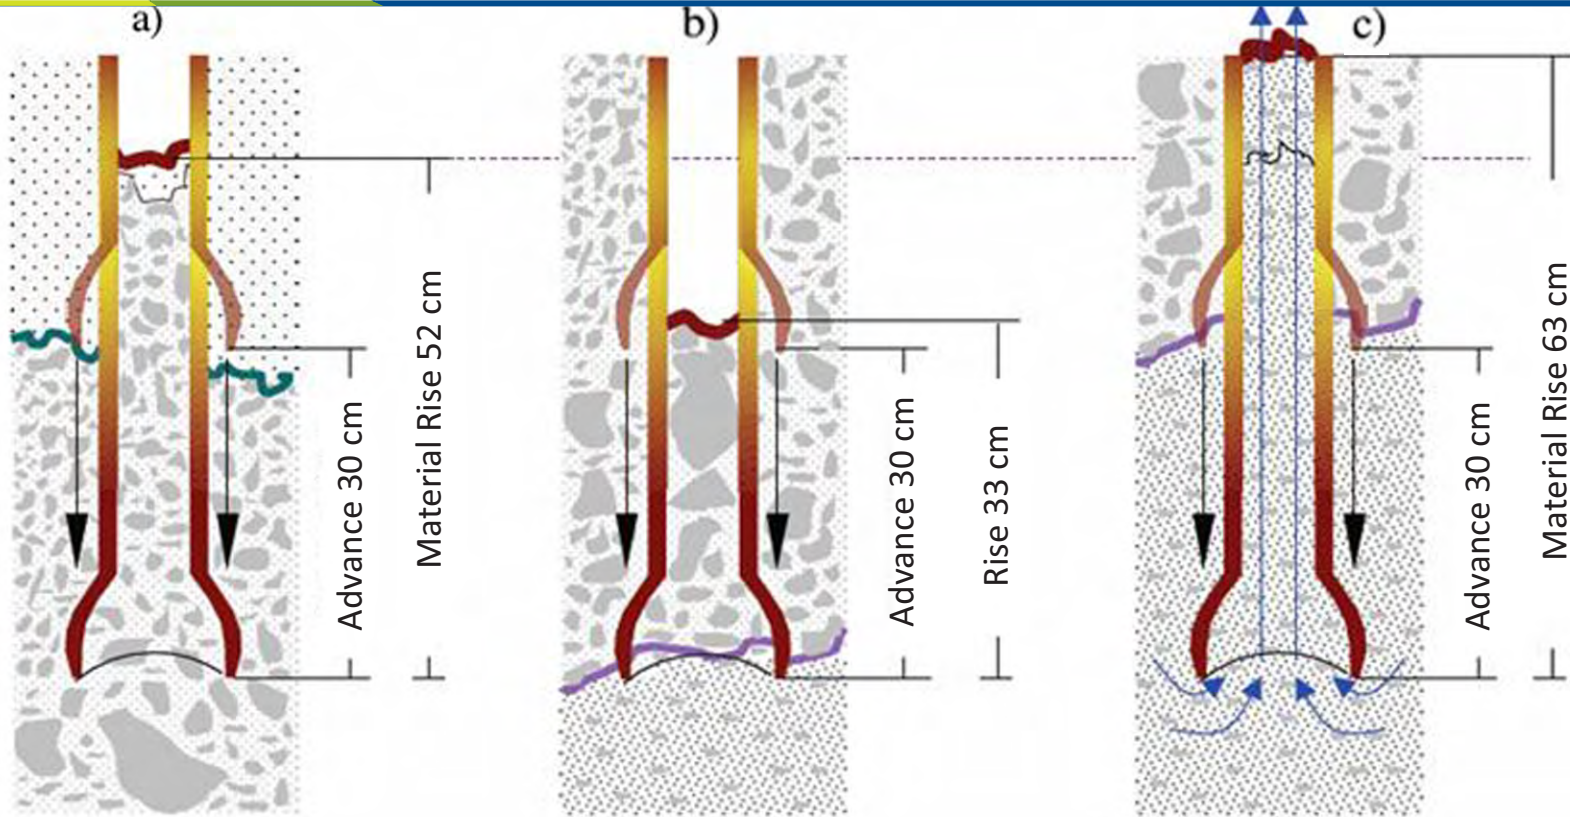 a)
b)
c)
Advance 30 cm
Material Rise 52 cm
Advance 30 cm
Rise 33 cm
Advance 30 cm
Material Rise 63 cm